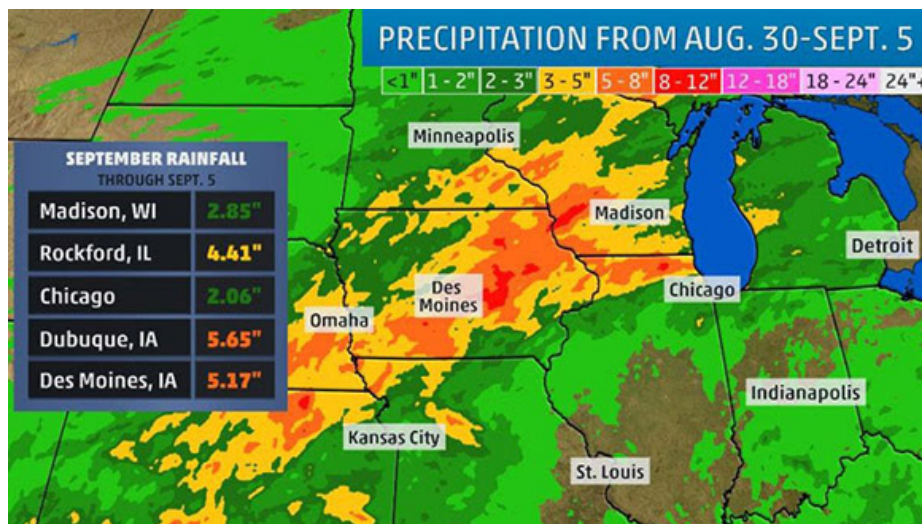 PRECIPITATION FROM AUG. 30-SEPT. 5
<1" 1 - 2" 2 - 3" 3 - 5" 5 - 8" 8 - 12" 12 - 18" 18 - 24" 24"+
Minneapolis
SEPTEMBER RAINFALL
THROUGH SEPT. 5
Madison, WI 2.85"
Rockford, IL 4.41"
Chicago 2.06"
Dubuque, IA 5.65"
Des Moines, IA 5.17"
Madison
Detroit
Des
Moines
Chicago
Omaha
Indianapolis
Kansas City
St. Louis